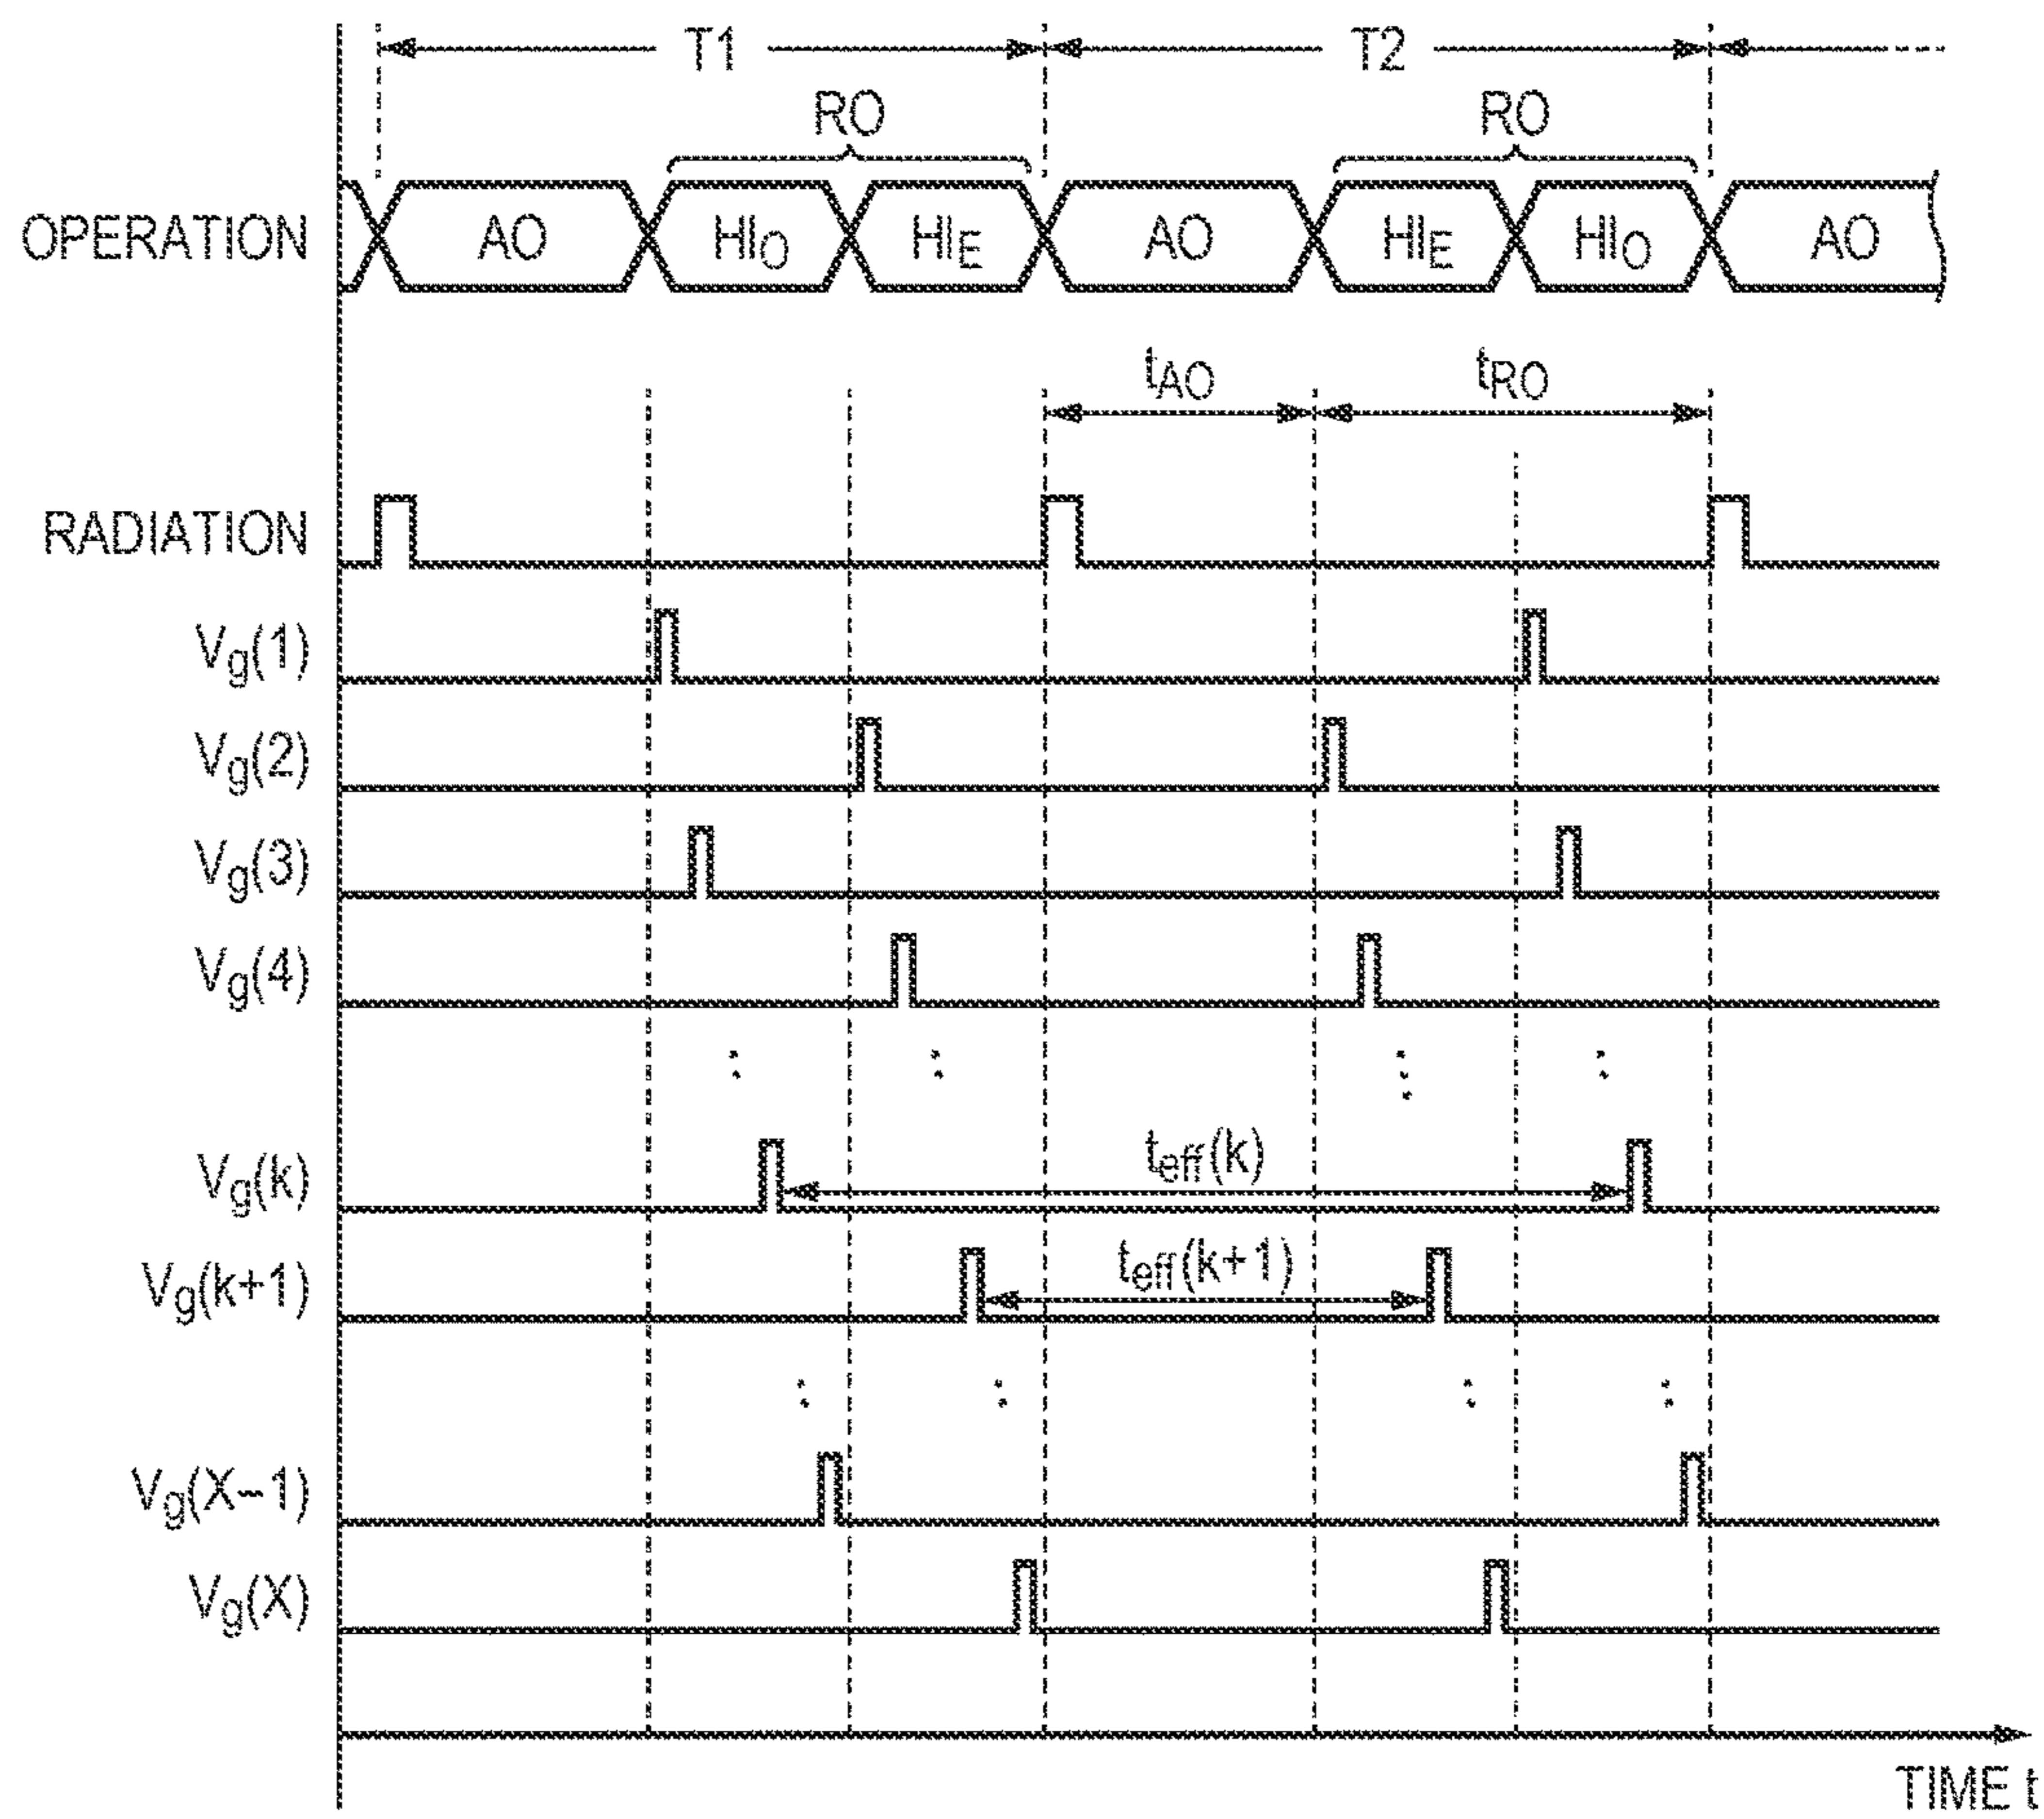 T1 T2
RO RO
OPERATION AO HIO HIE AO HIE HIO AO
tAO tRO
RADIATION
Vg(1)
Vg(2)
Vg(3)
Vg(4)
Vg(k) teff(k)
Vg(k+1) teff(k+1)
Vg(X-1)
Vg(X)
TIME t